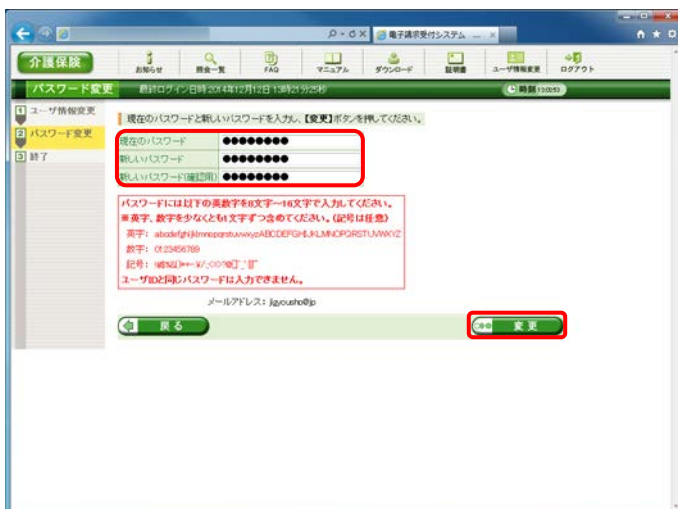 電子請求受付システム
介護保険
お知らせ 照会一覧 FAQ マニュアル ダウンロード 証明書 ユーザ情報変更 ログアウト
パスワード変更 最終ログイン日時:2014年12月12日 13時21分25秒 時刻
1 ユーザ情報変更
2 パスワード変更
3 終了
現在のパスワードと新しいパスワードを入力し、【変更】ボタンを押してください。
現在のパスワード ●●●●●●●●
新しいパスワード ●●●●●●●●
新しいパスワード(確認用) ●●●●●●●●
パスワードには以下の英数字を8文字～16文字で入力してください。
※英字、数字を少なくとも1文字ずつ含めてください。(記号は任意)
英字: abcdefghijklmnopqrstuvwxyzABCDEFGHIJKLMNOPQRSTUVWXYZ
数字: 0123456789
記号:
ユーザIDと同じパスワードは入力できません。
メールアドレス: jigyousho@jp
戻る
変更